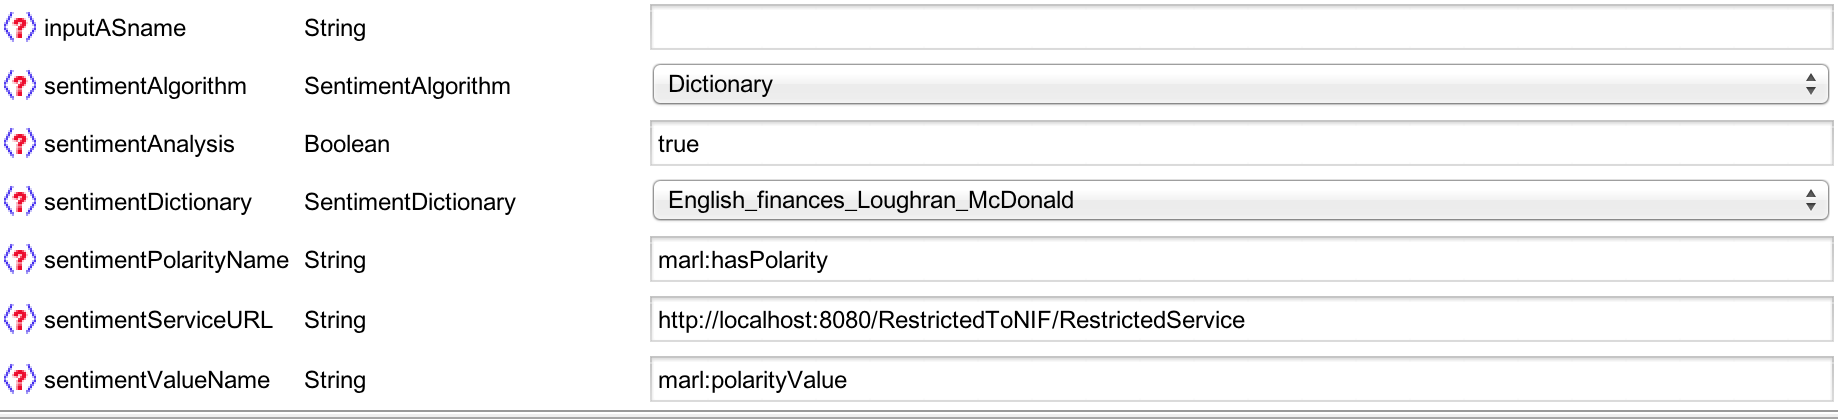 inputASname String
sentimentAlgorithm SentimentAlgorithm Dictionary
sentimentAnalysis Boolean true
sentimentDictionary SentimentDictionary English_finances_Loughran_McDonald
sentimentPolarityName String marl:hasPolarity
sentimentServiceURL String http://localhost:8080/RestrictedToNIF/RestrictedService
sentimentValueName String marl:polarityValue